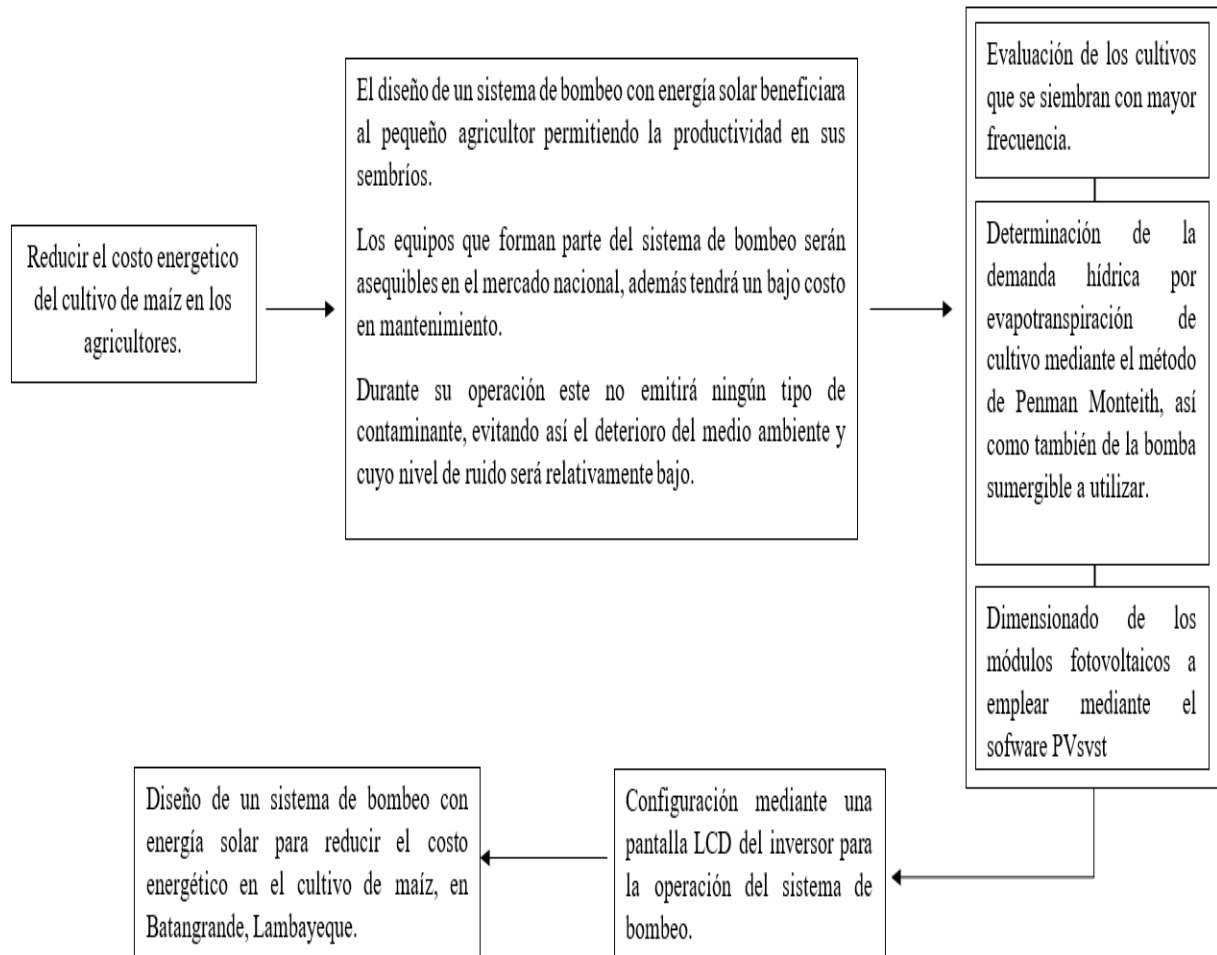 Reducir el costo energetico
del cultivo de maíz en los
agricultores.
El diseño de un sistema de bombeo con energía solar beneficiara
al pequeño agricultor permitiendo la productividad en sus
sembríos.
Los equipos que forman parte del sistema de bombeo serán
asequibles en el mercado nacional, además tendrá un bajo costo
en mantenimiento.
Durante su operación este no emitirá ningún tipo de
contaminante, evitando así el deterioro del medio ambiente y
cuyo nivel de ruido será relativamente bajo.
Evaluación de los cultivos
que se siembran con mayor
frecuencia.
Determinación de la
demanda hídrica por
evapotranspiración de
cultivo mediante el método
de Penman Monteith, así
como también de la bomba
sumergible a utilizar.
Dimensionado de los
módulos fotovoltaicos a
emplear mediante el
sofware PVsvst
Configuración mediante una
pantalla LCD del inversor para
la operación del sistema de
bombeo.
Diseño de un sistema de bombeo con
energía solar para reducir el costo
energético en el cultivo de maíz, en
Batangrande, Lambayeque.